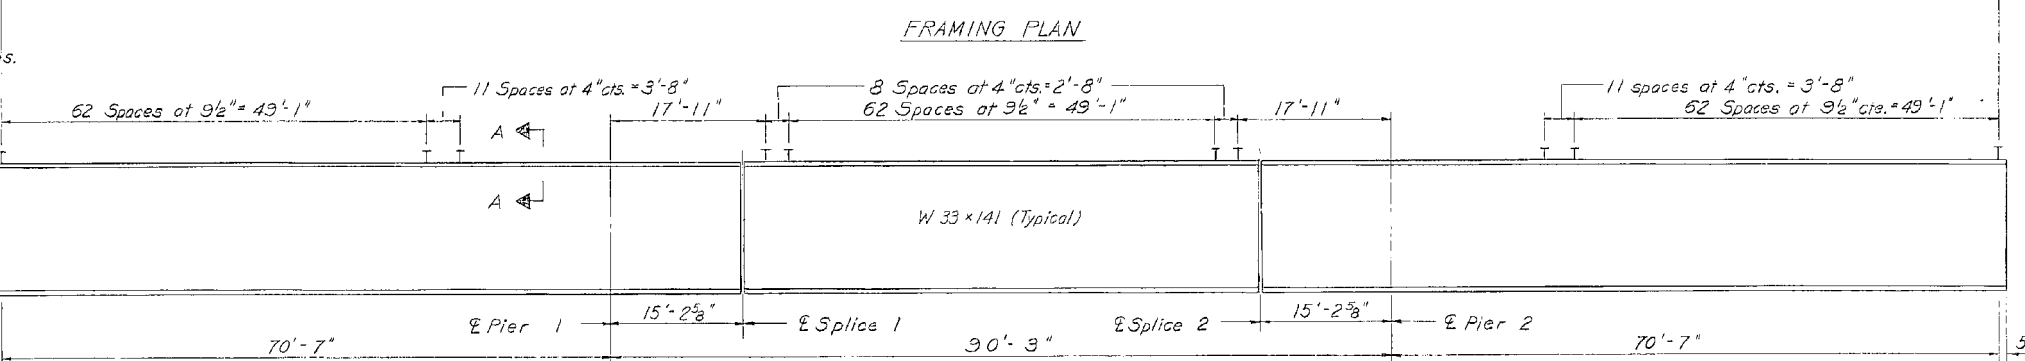 FRAMING PLAN
s.
11 Spaces at 4"cts.=3'-8"
8 Spaces at 4"cts.=2'-8"
11 spaces at 4"cts. = 3'-8"
62 Spaces at 9½"= 49'-1"
17'-11"
62 Spaces at 9½" = 49'-1"
17'-11"
62 Spaces at 9½"cts.=49'-1"
A
A
W 33 × 141 (Typical)
℄ Pier 1
15'-2⅝"
℄ Splice 1
℄ Splice 2
15'-2⅝"
℄ Pier 2
70'-7"
90'-3"
70'-7"
5